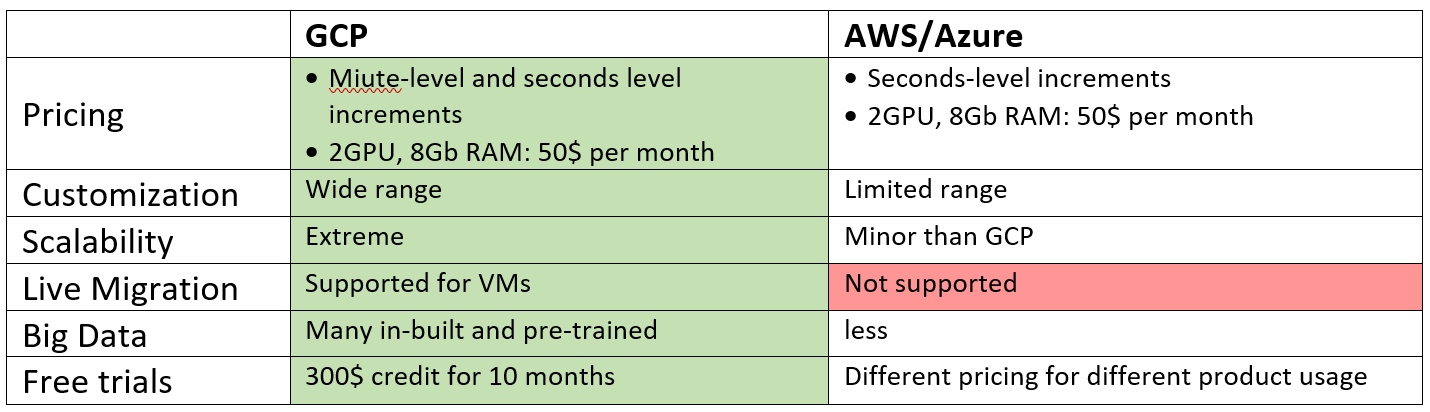 GCP
AWS/Azure
Pricing
• Miute-level and seconds level
increments
• 2GPU, 8Gb RAM: 50$ per month
• Seconds-level increments
• 2GPU, 8Gb RAM: 50$ per month
Customization
Wide range
Limited range
Scalability
Extreme
Minor than GCP
Live Migration
Supported for VMs
Not supported
Big Data
Many in-built and pre-trained
less
Free trials
300$ credit for 10 months
Different pricing for different product usage